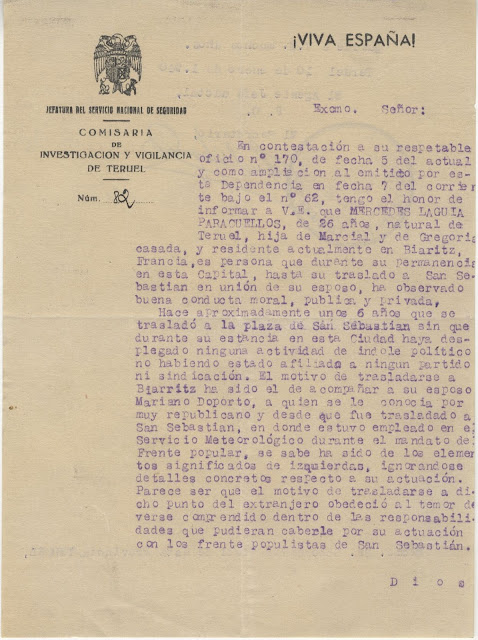 ¡VIVA ESPAÑA!
JEFATURA DEL SERVICIO NACIONAL DE SEGURIDAD
COMISARIA
DE
INVESTIGACION Y VIGILANCIA
DE TERUEL
Núm. 802
Exomo. Señor:
En contestación a su respetable
oficio nº 170, de fecha 5 del actual
y como ampliacion al emitido por es-
ta Dependencia en fecha 7 del corrien
te bajo el nº 62, tengo el honor de
informar a V.E. que MERCEDES LAGUIA
PARACUELLOS, de 26 años, natural de
Teruel, hija de Marcial y de Gregoria
casada, y residente actualmente en Biaritz,
Francia,es persona que durante su permanencia
en esta Capital, hasta su traslado a San Se-
bastian en unión de su esposo, ha observado
buena conducta moral, publica y privada,
Hace aproximadamente unos 6 años que se
trasladó a la plaza de San Sebastian sin que
durante su estancia en esta Ciudad haya des-
plegado ninguna actividad de indole politico
no habiendo estado afiliada a ningun partido
ni sindicación. El motivo de trasladarse a
Biarritz ha sido el de acompañar a su esposo
Mariano Doporto, a quien se le conocia por
muy republicano y desde que fue trasladado a
San Sebastian, en donde estuvo empleado en el
Servicio Meteorológico durante el mandato del
Frente popular, se sabe ha sido de los elemen
tos significados de izquierdas, ignorandose
detalles concretos respecto a su actuación.
Parece ser que el motivo de trasladarse a di-
cho punto del extranjero obedeció al temor de
verse comprendido dentro de las responsabili-
dades que pudieran caberle por su actuación
con los frente populistas de San Sebastián.
D i o s